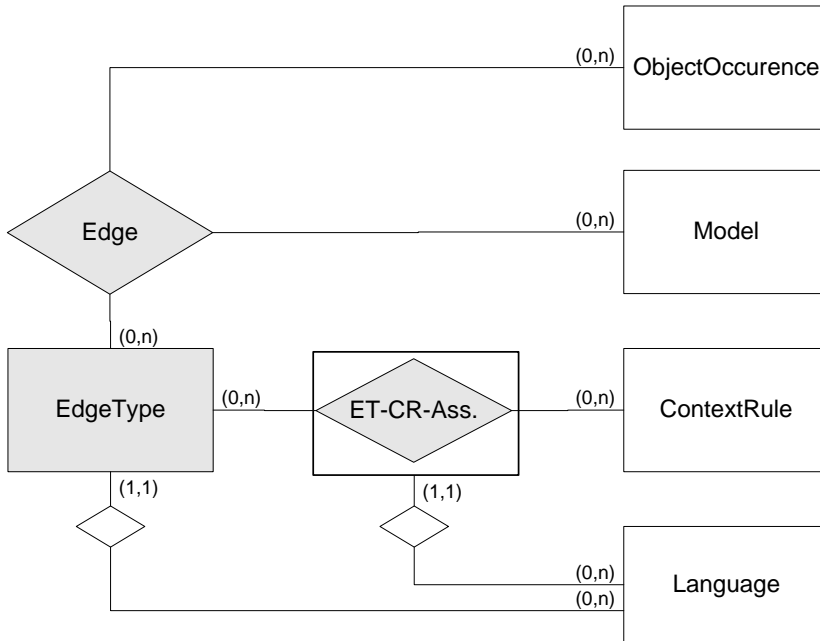 (0,n)
ObjectOccurence
Edge
(0,n)
Model
(0,n)
EdgeType
(0,n)
ET-CR-Ass.
(0,n)
ContextRule
(1,1)
(1,1)
(0,n)
(0,n)
Language